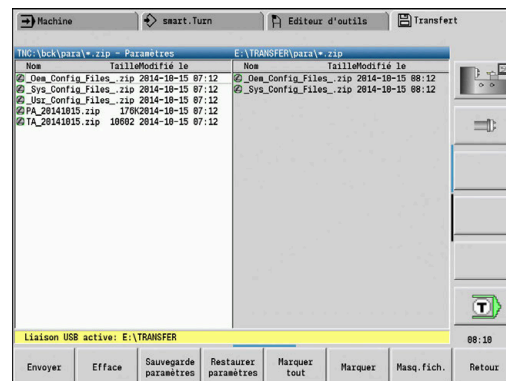 Machine smart.Turn Editeur d'outils Transfert
TNC:\bck\para\*.zip - Paramètres E:\TRANSFER\para\*.zip
Nom TailleModifié le Nom TailleModifié le
_Oem_Config_Files_.zip 2014-10-15 07:12 _Oem_Config_Files_.zip 2014-10-15 08:12
_Sys_Config_Files_.zip 2014-10-15 07:12 _Sys_Config_Files_.zip 2014-10-15 08:12
_Usr_Config_Files_.zip 2014-10-15 07:12
PA_20141015.zip 176K2014-10-15 07:12
TA_20141015.zip 10602 2014-10-15 07:12
T
Liaison USB active: E:\TRANSFER
08:10
Envoyer Efface Sauvegarde paramètres Restaurer paramètres Marquer tout Marquer Masq.fich. Retour